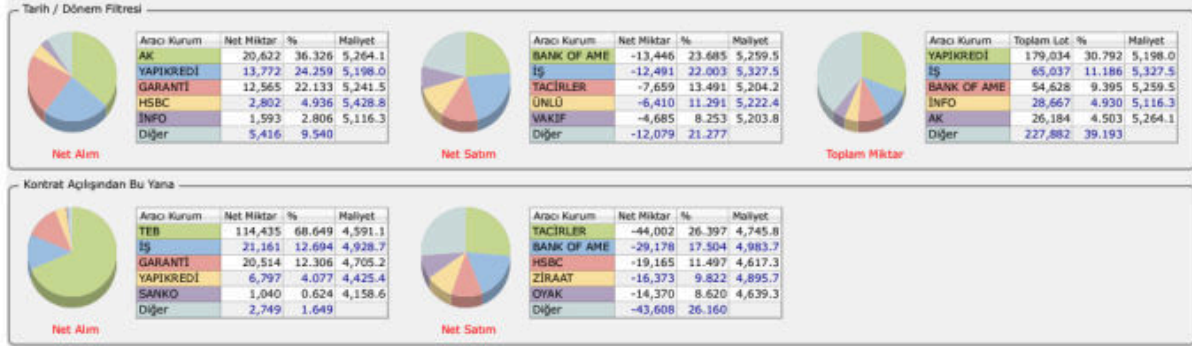 Tarih / Dönem Filtresi
Aracı Kurum Net Miktar % Maliyet
AK 20,622 36.326 5,264.1
YAPIKREDİ 13,772 24.259 5,198.0
GARANTİ 12,565 22.133 5,241.5
HSBC 2,802 4.936 5,428.8
İNFO 1,593 2.806 5,116.3
Diğer 5,416 9.540
Net Alım
Aracı Kurum Net Miktar % Maliyet
BANK OF AME -13,446 23.685 5,259.5
İŞ -12,491 22.003 5,327.5
TACİRLER -7,659 13.491 5,204.2
ÜNLÜ -6,410 11.291 5,222.4
VAKIF -4,685 8.253 5,203.8
Diğer -12,079 21.277
Net Satım
Aracı Kurum Toplam Lot % Maliyet
YAPIKREDİ 179,034 30.792 5,198.0
İŞ 65,037 11.186 5,327.5
BANK OF AME 54,628 9.395 5,259.5
İNFO 28,667 4.930 5,116.3
AK 26,184 4.503 5,264.1
Diğer 227,882 39.193
Toplam Miktar
Kontrat Açılışından Bu Yana
Aracı Kurum Net Miktar % Maliyet
TEB 114,435 68.649 4,591.1
İŞ 21,161 12.694 4,928.7
GARANTİ 20,514 12.306 4,705.2
YAPIKREDİ 6,797 4.077 4,425.4
SANKO 1,040 0.624 4,158.6
Diğer 2,749 1.649
Net Alım
Aracı Kurum Net Miktar % Maliyet
TACİRLER -44,002 26.397 4,745.8
BANK OF AME -29,178 17.504 4,983.7
HSBC -19,165 11.497 4,617.3
ZİRAAT -16,373 9.822 4,895.7
OYAK -14,370 8.620 4,639.3
Diğer -43,608 26.160
Net Satım